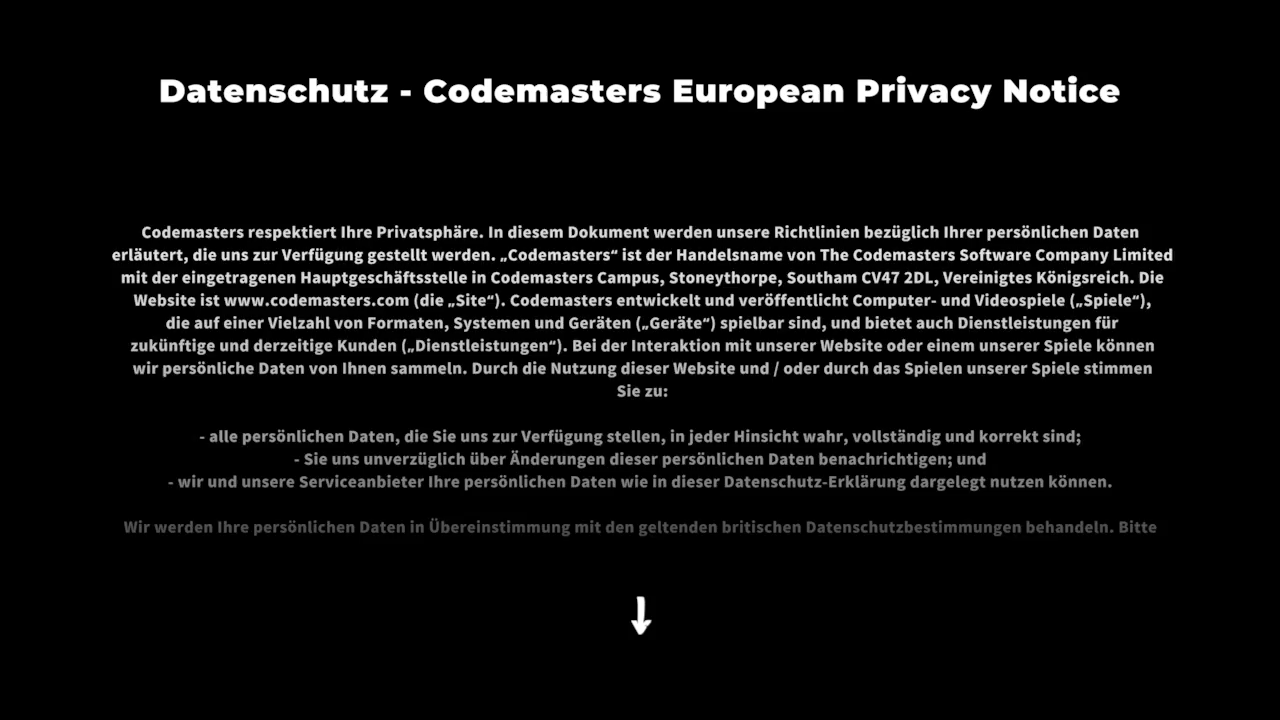 Datenschutz - Codemasters European Privacy Notice
Codemasters respektiert Ihre Privatsphäre. In diesem Dokument werden unsere Richtlinien bezüglich Ihrer persönlichen Daten
erläutert, die uns zur Verfügung gestellt werden. „Codemasters“ ist der Handelsname von The Codemasters Software Company Limited
mit der eingetragenen Hauptgeschäftsstelle in Codemasters Campus, Stoneythorpe, Southam CV47 2DL, Vereinigtes Königsreich. Die
Website ist www.codemasters.com (die „Site“). Codemasters entwickelt und veröffentlicht Computer- und Videospiele („Spiele“),
die auf einer Vielzahl von Formaten, Systemen und Geräten („Geräte“) spielbar sind, und bietet auch Dienstleistungen für
zukünftige und derzeitige Kunden („Dienstleistungen“). Bei der Interaktion mit unserer Website oder einem unserer Spiele können
wir persönliche Daten von Ihnen sammeln. Durch die Nutzung dieser Website und / oder durch das Spielen unserer Spiele stimmen
Sie zu:
- alle persönlichen Daten, die Sie uns zur Verfügung stellen, in jeder Hinsicht wahr, vollständig und korrekt sind;
- Sie uns unverzüglich über Änderungen dieser persönlichen Daten benachrichtigen; und
- wir und unsere Serviceanbieter Ihre persönlichen Daten wie in dieser Datenschutz-Erklärung dargelegt nutzen können.
Wir werden Ihre persönlichen Daten in Übereinstimmung mit den geltenden britischen Datenschutzbestimmungen behandeln. Bitte